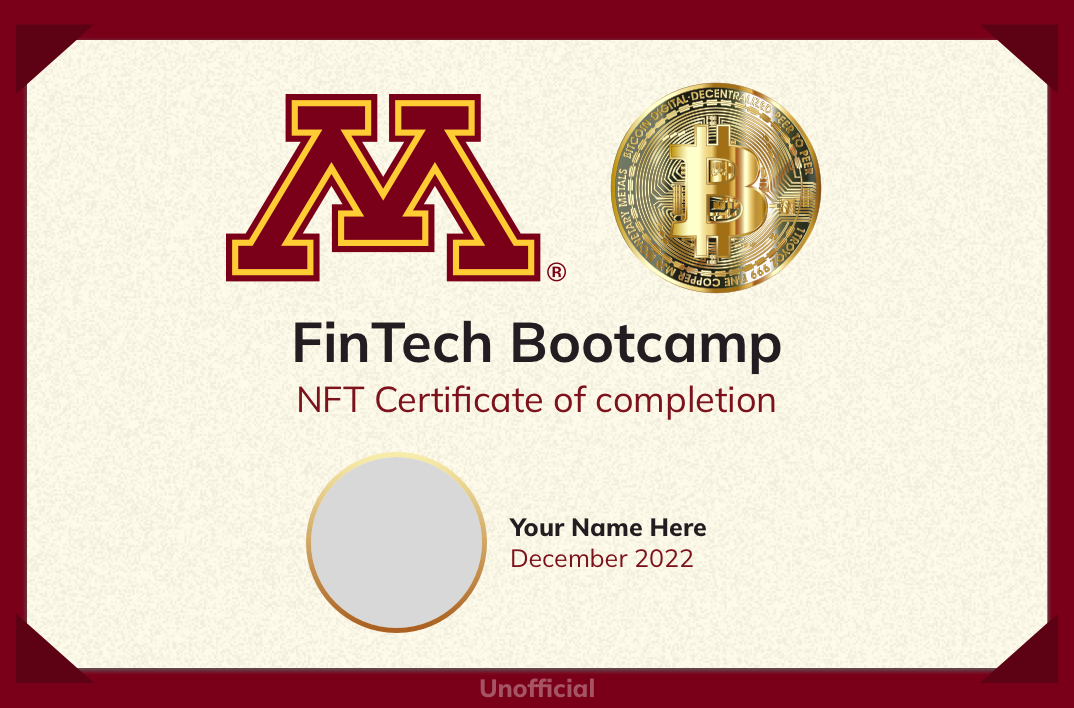 M®
BITCOIN DIGITAL DECENTRALIZED PEER TO PEER
FinTech Bootcamp
NFT Certificate of completion
Your Name Here
December 2022
Unofficial